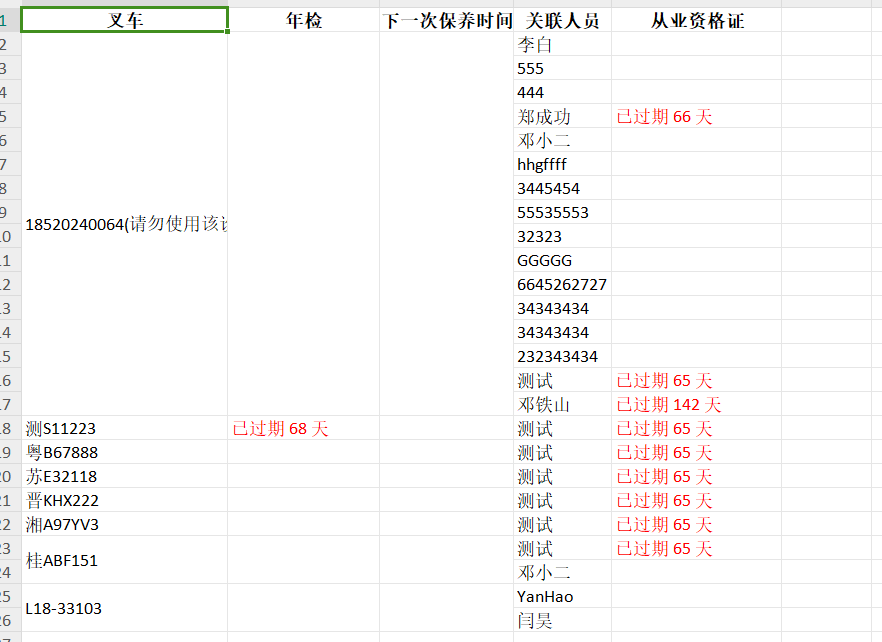 叉车 年检 下一次保养时间 关联人员 从业资格证
李白
555
444
郑成功 已过期 66 天
邓小二
hhgffff
3445454
55535553
18520240064(请勿使用该
32323
GGGGG
6645262727
34343434
34343434
232343434
测试 已过期 65 天
邓铁山 已过期 142 天
测S11223 已过期 68 天 测试 已过期 65 天
粤B67888 测试 已过期 65 天
苏E32118 测试 已过期 65 天
晋KHX222 测试 已过期 65 天
湘A97YV3 测试 已过期 65 天
桂ABF151 测试 已过期 65 天
邓小二
L18-33103 YanHao
闫昊